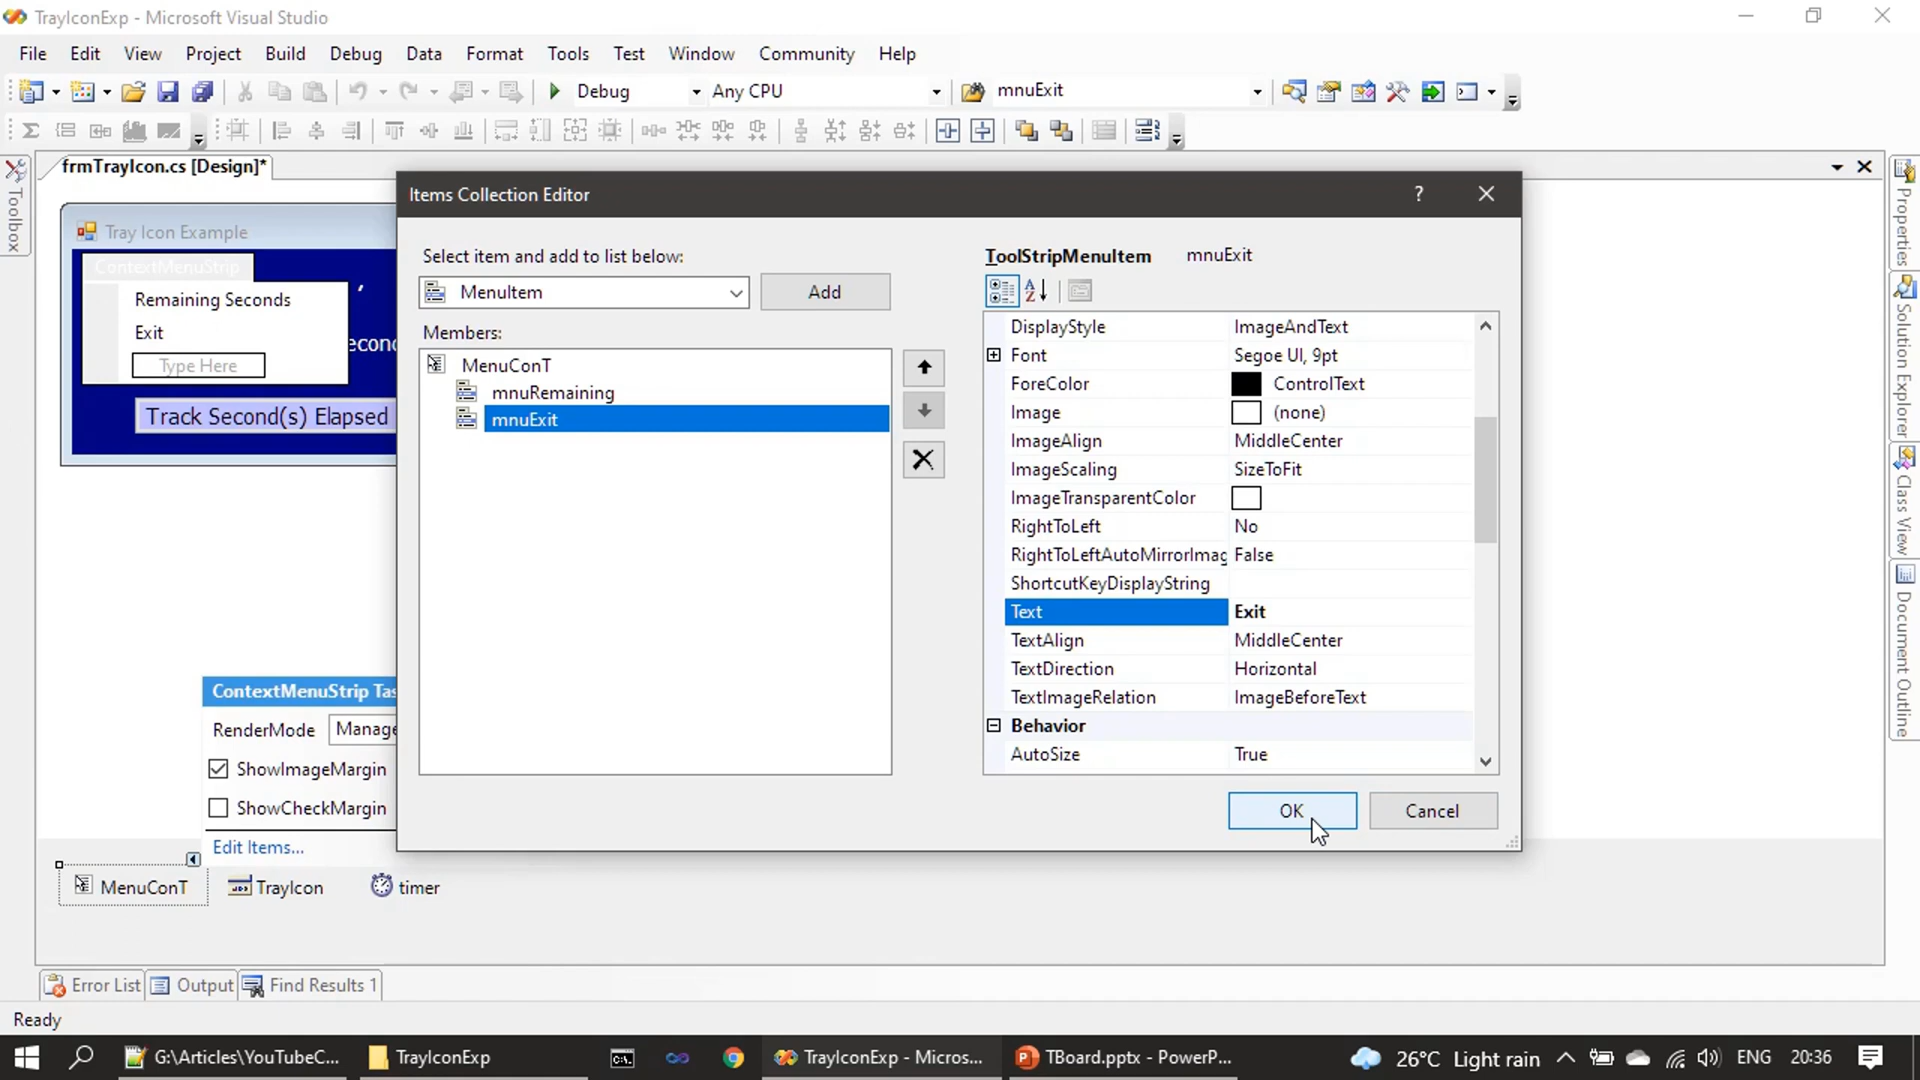 TrayIconExp - Microsoft Visual Studio
File Edit View Project Build Debug Data Format Tools Test Window Community Help
Debug Any CPU mnuExit
frmTrayIcon.cs [Design]*
Toolbox
Properties
Solution Explorer
Class View
Document Outline
Tray Icon Example
ContextMenuStrip
Remaining Seconds
Exit
Type Here
econ
Track Second(s) Elapsed
ContextMenuStrip Tas
RenderMode Manage
ShowImageMargin
ShowCheckMargin
Edit Items...
MenuConT TrayIcon timer
Items Collection Editor
Select item and add to list below:
MenuItem Add
Members:
MenuConT
mnuRemaining
mnuExit
ToolStripMenuItem mnuExit
DisplayStyle ImageAndText
Font Segoe UI, 9pt
ForeColor ControlText
Image (none)
ImageAlign MiddleCenter
ImageScaling SizeToFit
ImageTransparentColor
RightToLeft No
RightToLeftAutoMirrorImag False
ShortcutKeyDisplayString
Text Exit
TextAlign MiddleCenter
TextDirection Horizontal
TextImageRelation ImageBeforeText
Behavior
AutoSize True
OK Cancel
Error List Output Find Results 1
Ready
G:\Articles\YouTubeC... TrayIconExp TrayIconExp - Micros... TBoard.pptx - PowerP... 26°C Light rain ENG 20:36